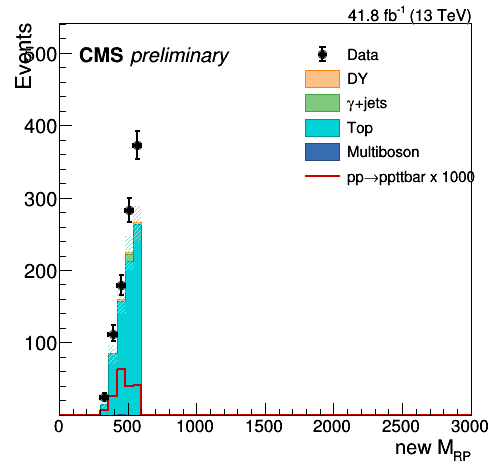 41.8 fb⁻¹ (13 TeV)
Events
CMS preliminary
Data
DY
γ+jets
Top
Multiboson
pp→ppttbar x 1000
400
300
200
100
0 500 1000 1500 2000 2500 3000
new M_RP